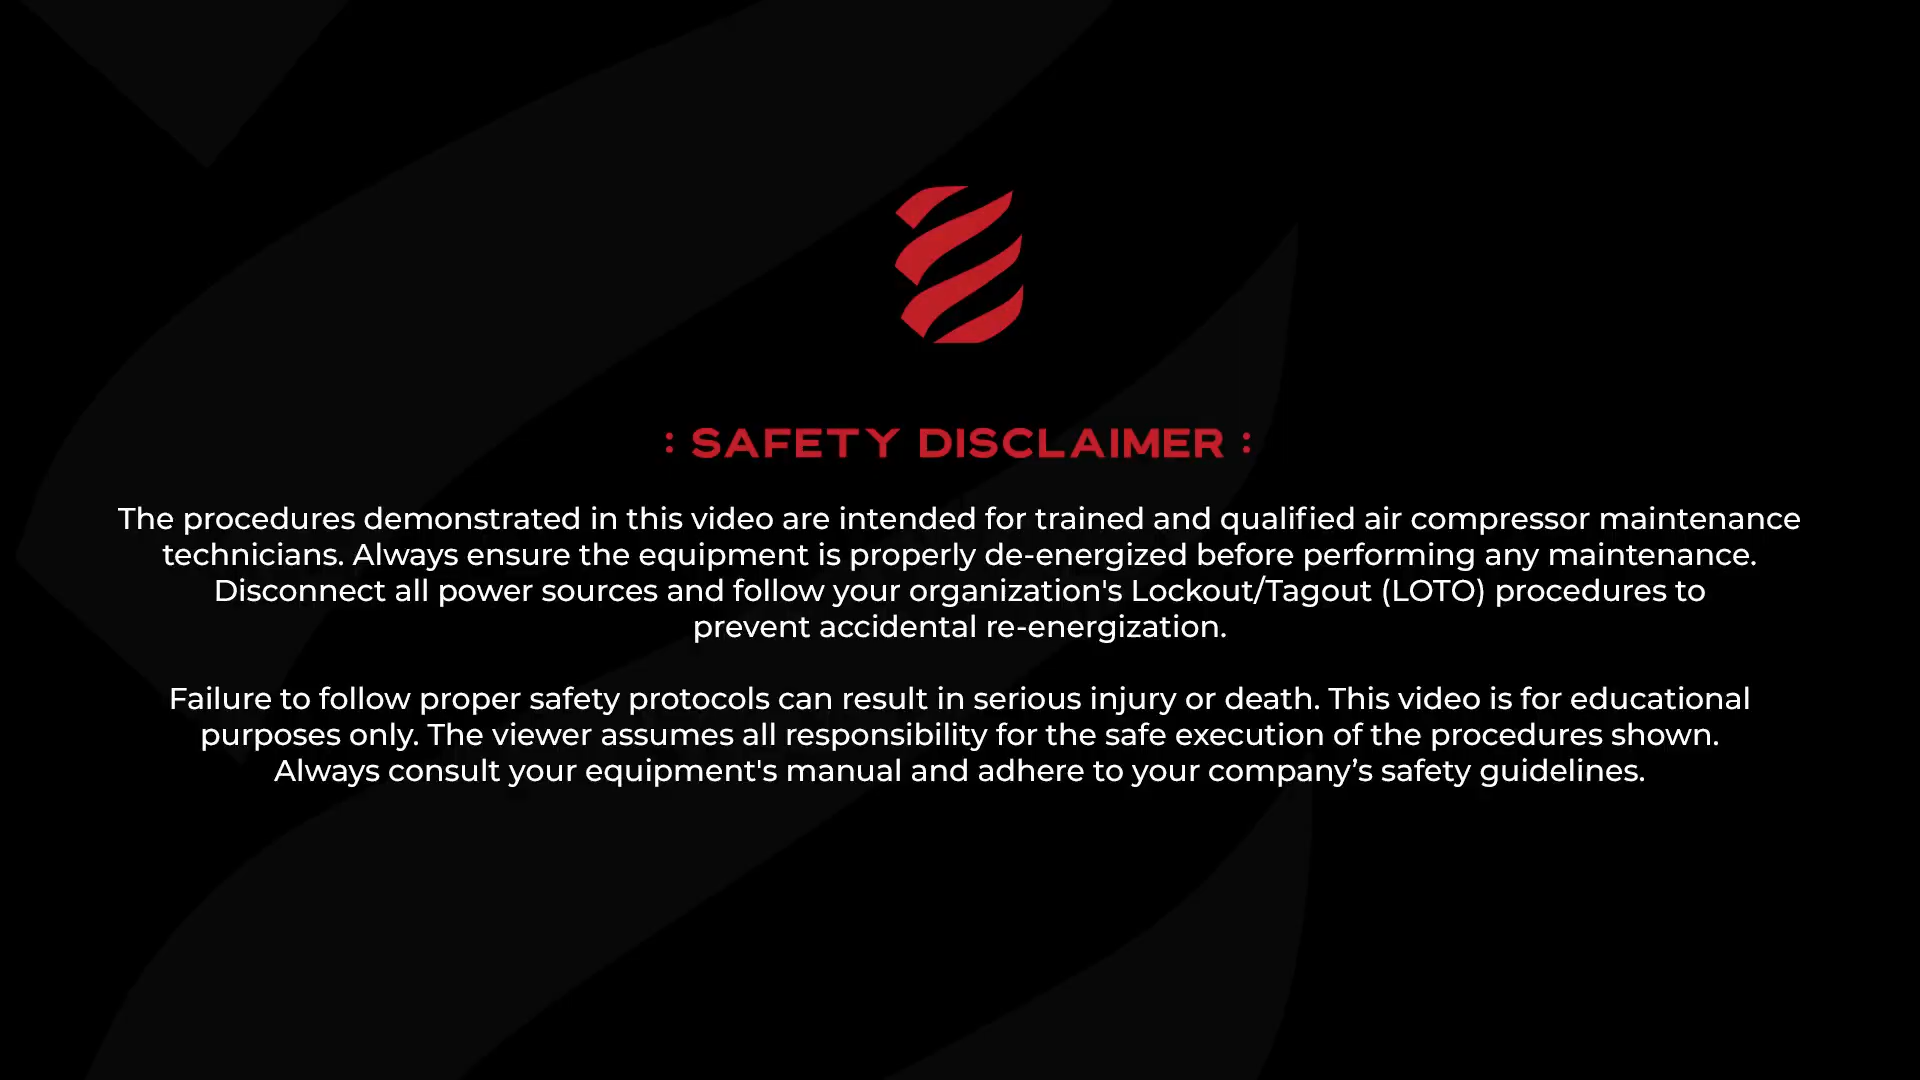 : SAFETY DISCLAIMER :
The procedures demonstrated in this video are intended for trained and qualified air compressor maintenance
technicians. Always ensure the equipment is properly de-energized before performing any maintenance.
Disconnect all power sources and follow your organization's Lockout/Tagout (LOTO) procedures to
prevent accidental re-energization.
Failure to follow proper safety protocols can result in serious injury or death. This video is for educational
purposes only. The viewer assumes all responsibility for the safe execution of the procedures shown.
Always consult your equipment's manual and adhere to your company’s safety guidelines.